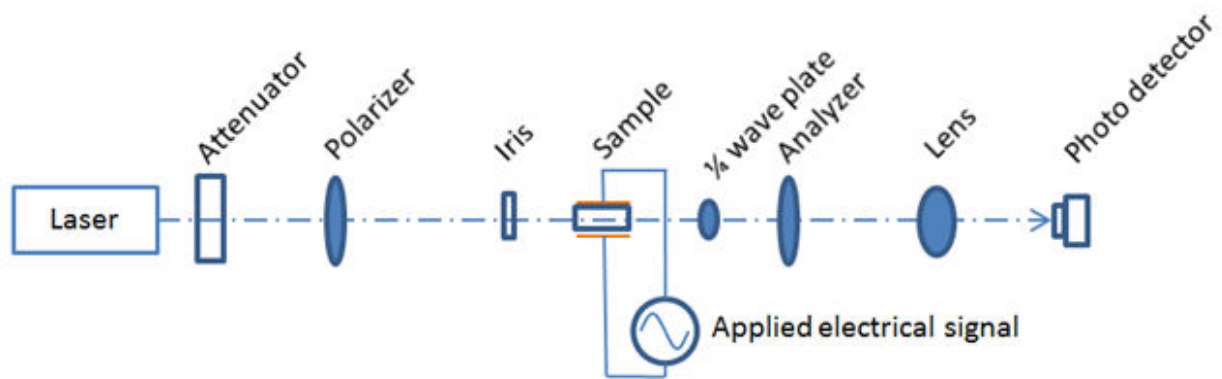 Attenuator
Polarizer
Iris
Sample
¼ wave plate
Analyzer
Lens
Photo detector
Laser
Applied electrical signal